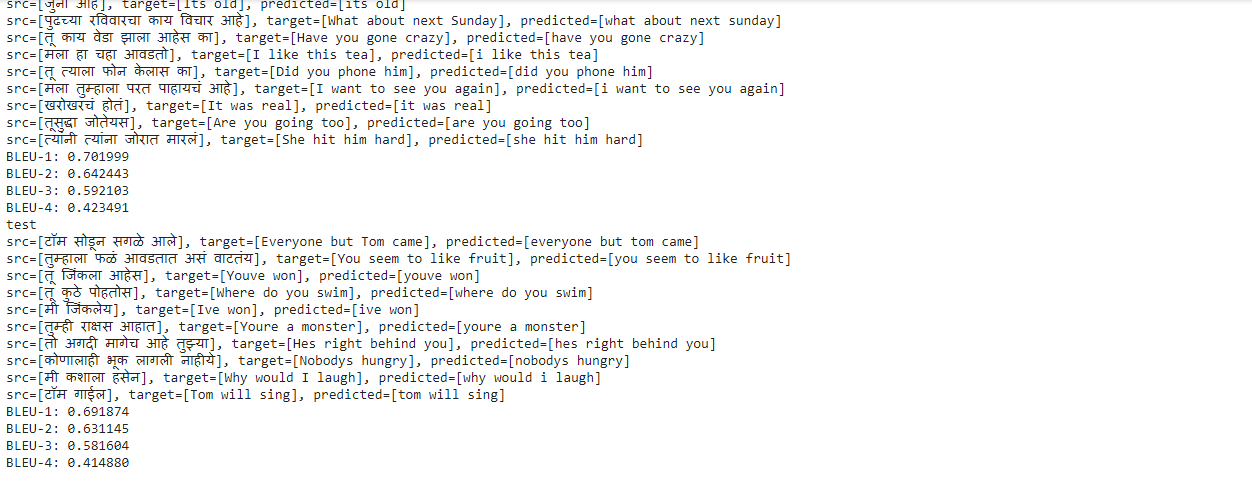 src=[जुना आहे], target=[Its old], predicted=[its old]
src=[पुढच्या रविवारचा काय विचार आहे], target=[What about next Sunday], predicted=[what about next sunday]
src=[तू काय वेडा झाला आहेस का], target=[Have you gone crazy], predicted=[have you gone crazy]
src=[मला हा चहा आवडतो], target=[I like this tea], predicted=[i like this tea]
src=[तू त्याला फोन केलास का], target=[Did you phone him], predicted=[did you phone him]
src=[मला तुम्हाला परत पाहायचं आहे], target=[I want to see you again], predicted=[i want to see you again]
src=[खरोखरचं होतं], target=[It was real], predicted=[it was real]
src=[तूसुद्धा जोतेयस], target=[Are you going too], predicted=[are you going too]
src=[त्यांनी त्यांना जोरात मारलं], target=[She hit him hard], predicted=[she hit him hard]
BLEU-1: 0.701999
BLEU-2: 0.642443
BLEU-3: 0.592103
BLEU-4: 0.423491
test
src=[टॉम सोडून सगळे आले], target=[Everyone but Tom came], predicted=[everyone but tom came]
src=[तुम्हाला फळं आवडतात असं वाटतंय], target=[You seem to like fruit], predicted=[you seem to like fruit]
src=[तू जिंकला आहेस], target=[Youve won], predicted=[youve won]
src=[तू कुठे पोहतोस], target=[Where do you swim], predicted=[where do you swim]
src=[मी जिंकलेय], target=[Ive won], predicted=[ive won]
src=[तुम्ही राक्षस आहात], target=[Youre a monster], predicted=[youre a monster]
src=[तो अगदी मागेच आहे तुझ्या], target=[Hes right behind you], predicted=[hes right behind you]
src=[कोणालाही भूक लागली नाहीये], target=[Nobodys hungry], predicted=[nobodys hungry]
src=[मी कशाला हसेन], target=[Why would I laugh], predicted=[why would i laugh]
src=[टॉम गाईल], target=[Tom will sing], predicted=[tom will sing]
BLEU-1: 0.691874
BLEU-2: 0.631145
BLEU-3: 0.581604
BLEU-4: 0.414880